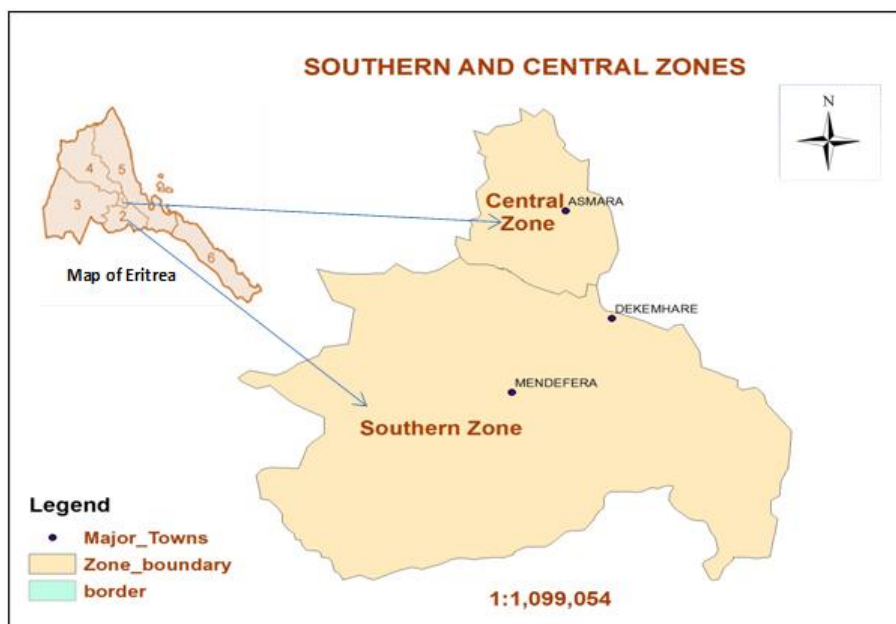 SOUTHERN AND CENTRAL ZONES
N
4
5
3
2
6
Map of Eritrea
Central
Zone
ASMARA
DEKEMHARE
MENDEFERA
Southern Zone
Legend
Major_Towns
Zone_boundary
border
1:1,099,054